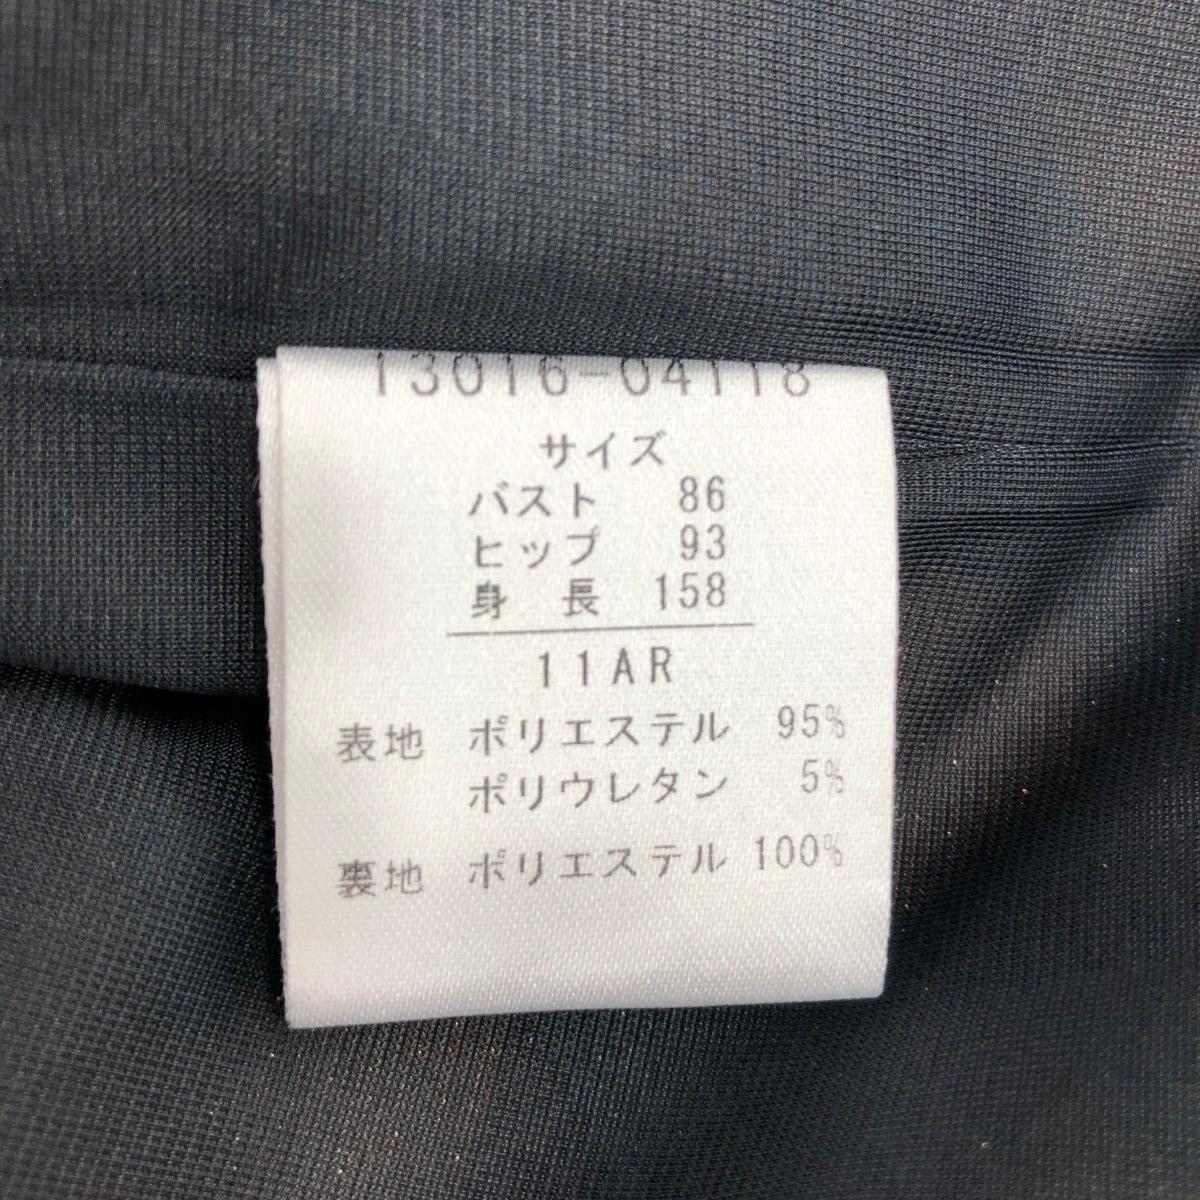 13016-04118
サイズ
バスト 86
ヒップ 93
身 長 158
11AR
表地 ポリエステル 95%
ポリウレタン 5%
裏地 ポリエステル 100%